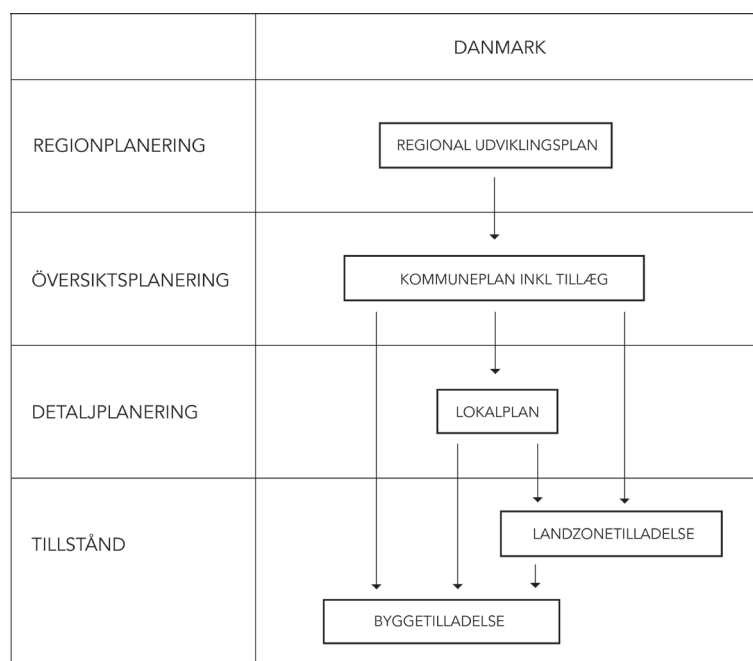 DANMARK
REGIONPLANERING
REGIONAL UDVIKLINGSPLAN
ÖVERSIKTSPLANERING
KOMMUNEPLAN INKL TILLÆG
DETALJPLANERING
LOKALPLAN
TILLSTÅND
LANDZONETILLADELSE
BYGGETILLADELSE